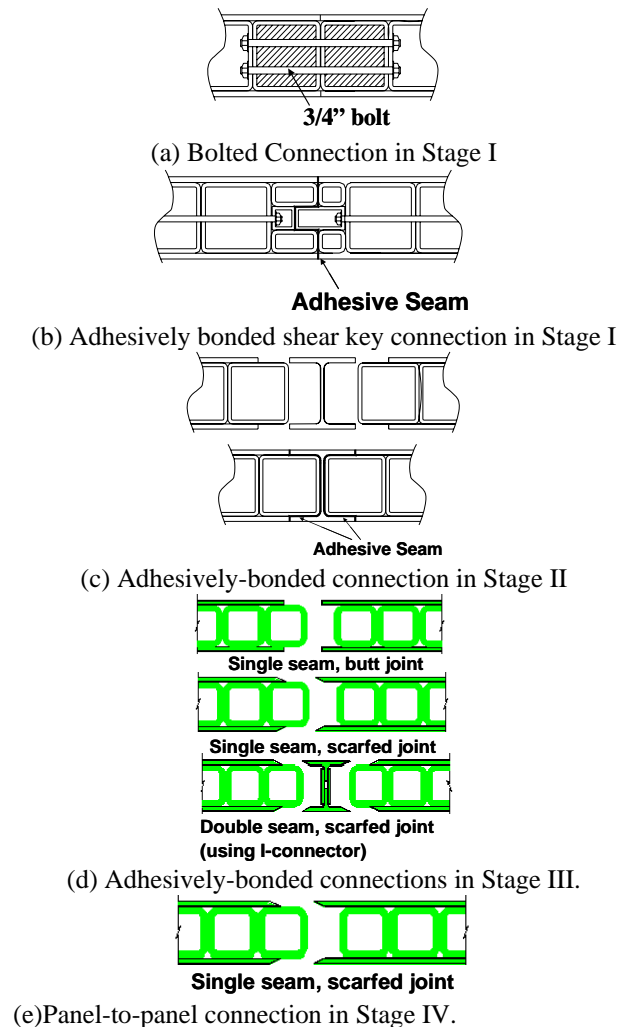 3/4” bolt
(a) Bolted Connection in Stage I
Adhesive Seam
(b) Adhesively bonded shear key connection in Stage I
Adhesive Seam
(c) Adhesively-bonded connection in Stage II
Single seam, butt joint
Single seam, scarfed joint
Double seam, scarfed joint
(using I-connector)
(d) Adhesively-bonded connections in Stage III.
Single seam, scarfed joint
(e)Panel-to-panel connection in Stage IV.